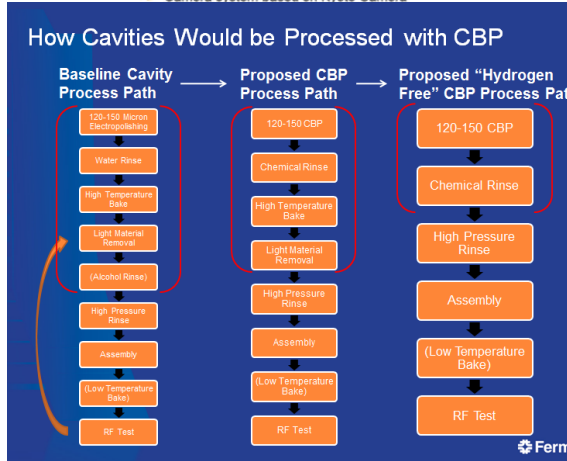 How Cavities Would be Processed with CBP
Baseline Cavity
Process Path
120-150 Micron
Electropolishing
Water Rinse
High Temperature
Bake
Light Material
Removal
(Alcohol Rinse)
High Pressure
Rinse
Assembly
(Low Temperature
Bake)
RF Test
Proposed CBP
Process Path
120-150 CBP
Chemical Rinse
High Temperature
Bake
Light Material
Removal
High Pressure
Rinse
Assembly
(Low Temperature
Bake)
RF Test
Proposed “Hydrogen
Free” CBP Process Pat
120-150 CBP
Chemical Rinse
High Pressure
Rinse
Assembly
(Low Temperature
Bake)
RF Test
Ferm